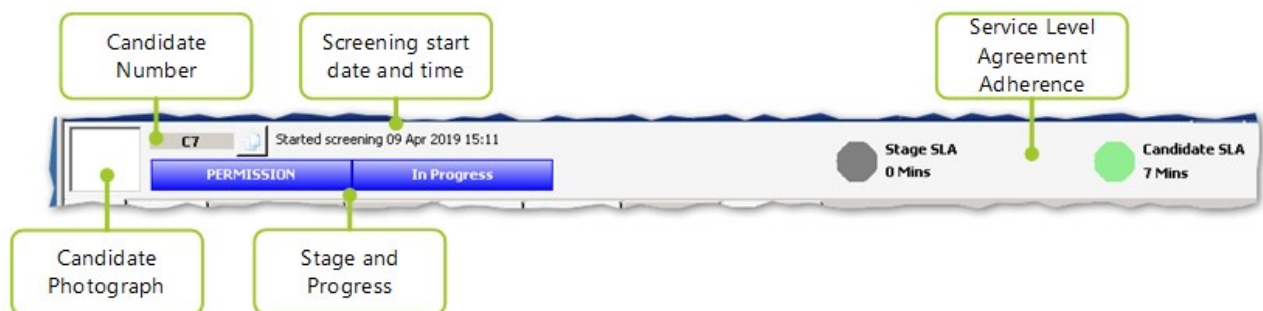 Candidate
Number
Screening start
date and time
Service Level
Agreement
Adherence
C7
Started screening 09 Apr 2019 15:11
PERMISSION
In Progress
Stage SLA
0 Mins
Candidate SLA
7 Mins
Candidate
Photograph
Stage and
Progress